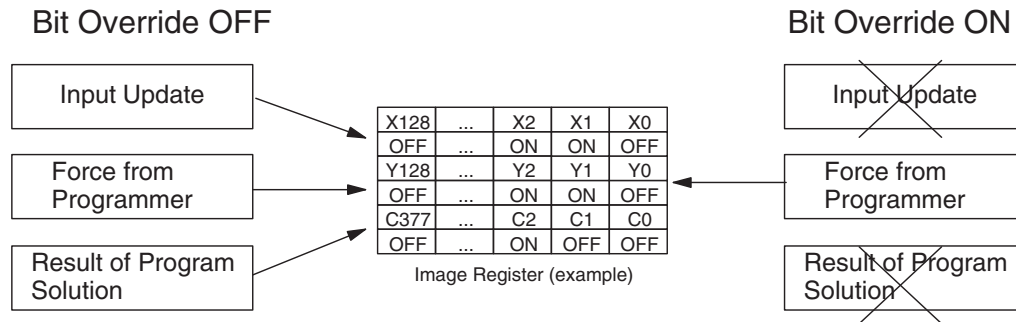 Bit Override OFF
Bit Override ON
Input Update
Force from
Programmer
Result of Program
Solution
X128 ... X2 X1 X0
OFF ... ON ON OFF
Y128 ... Y2 Y1 Y0
OFF ... ON ON OFF
C377 ... C2 C1 C0
OFF ... ON OFF OFF
Image Register (example)
Input Update
Force from
Programmer
Result of Program
Solution